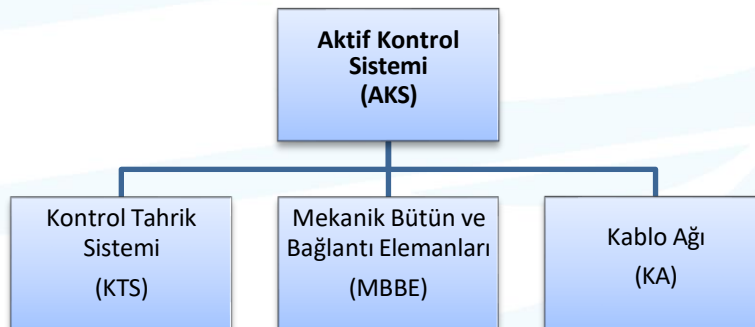 Aktif Kontrol
Sistemi
(AKS)
Kontrol Tahrik
Sistemi
(KTS)
Mekanik Bütün ve
Bağlantı Elemanları
(MBBE)
Kablo Ağı
(KA)